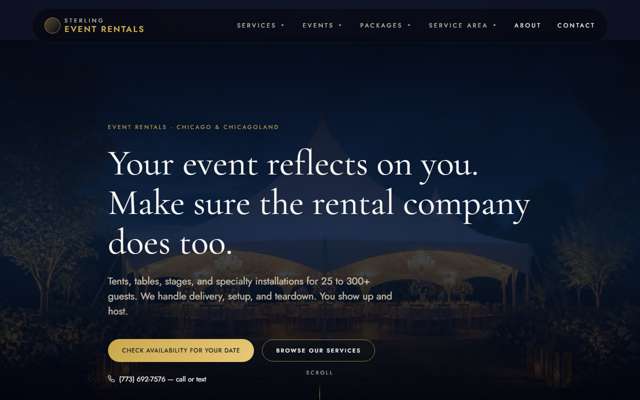 STERLING
EVENT RENTALS
SERVICES
EVENTS
PACKAGES
SERVICE AREA
ABOUT
CONTACT
EVENT RENTALS · CHICAGO & CHICAGOLAND
Your event reflects on you.
Make sure the rental company
does too.
Tents, tables, stages, and specialty installations for 25 to 300+
guests. We handle delivery, setup, and teardown. You show up and
host.
CHECK AVAILABILITY FOR YOUR DATE
BROWSE OUR SERVICES
(773) 692-7576 — call or text
SCROLL